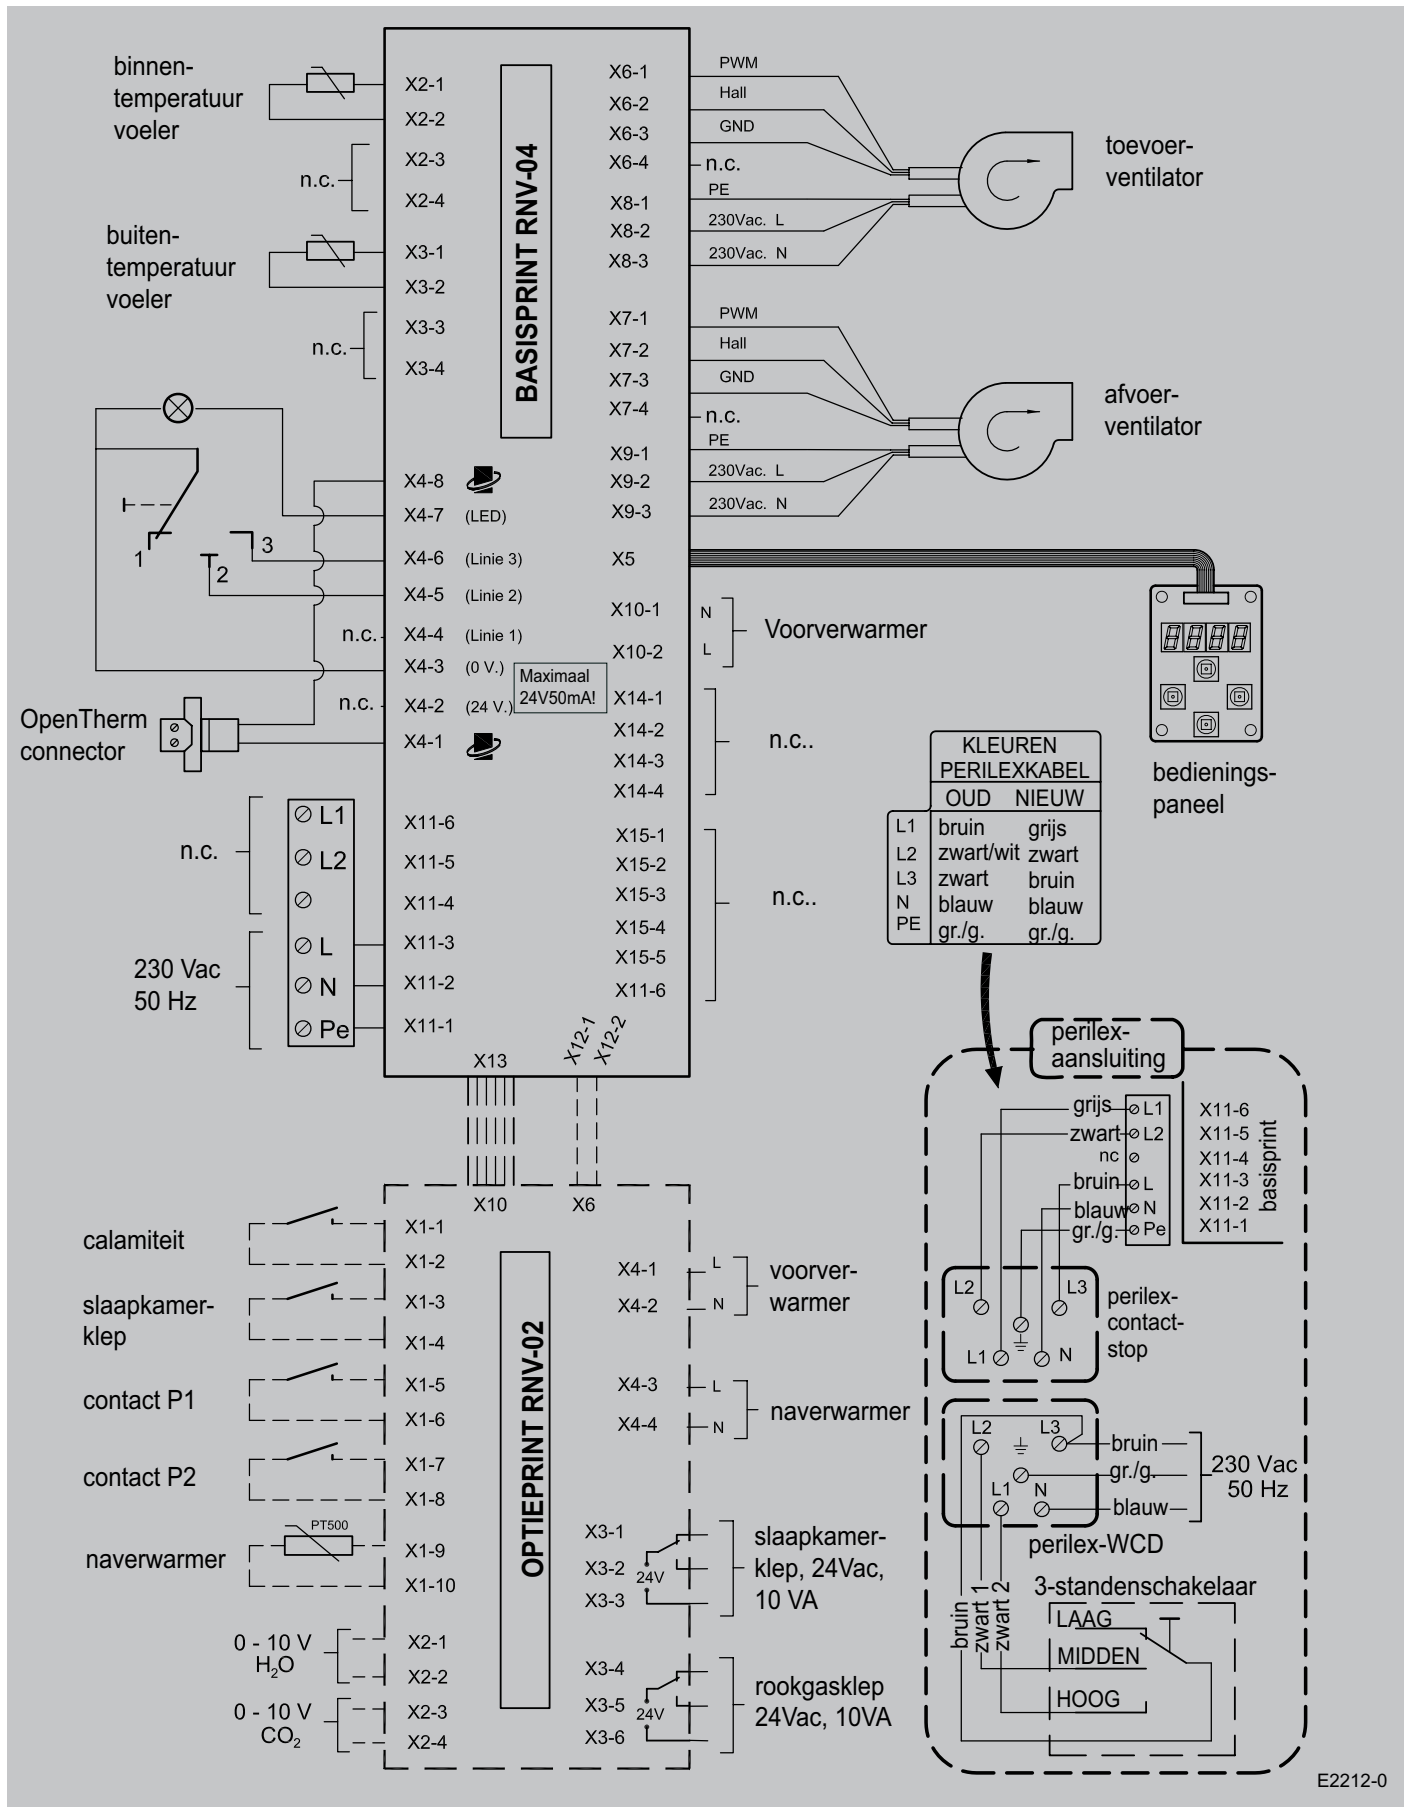 binnen-
temperatuur
voeler
n.c.
buiten-
temperatuur
voeler
n.c.
1
2
3
n.c.
n.c.
OpenTherm
connector
n.c.
L1
L2
L
N
Pe
230 Vac
50 Hz
BASISPRINT RNV-04
X2-1
X2-2
X2-3
X2-4
X3-1
X3-2
X3-3
X3-4
X4-8
X4-7 (LED)
X4-6 (Linie 3)
X4-5 (Linie 2)
X4-4 (Linie 1)
X4-3 (0 V.)
X4-2 (24 V.)
X4-1
Maximaal
24V50mA!
X11-6
X11-5
X11-4
X11-3
X11-2
X11-1
X13
X12-1
X12-2
X6-1
X6-2
X6-3
X6-4
X8-1
X8-2
X8-3
X7-1
X7-2
X7-3
X7-4
X9-1
X9-2
X9-3
X5
X10-1
X10-2
X14-1
X14-2
X14-3
X14-4
X15-1
X15-2
X15-3
X15-4
X15-5
X11-6
PWM
Hall
GND
n.c.
PE
230Vac. L
230Vac. N
toevoer-
ventilator
PWM
Hall
GND
n.c.
PE
230Vac. L
230Vac. N
afvoer-
ventilator
N
L
Voorverwarmer
n.c..
n.c..
8888
bedienings-
paneel
KLEUREN
PERILEXKABEL
OUD NIEUW
L1 bruin grijs
L2 zwart/wit zwart
L3 zwart bruin
N blauw blauw
PE gr./g. gr./g.
perilex-
aansluiting
grijs L1 X11-6
zwart L2 X11-5
nc X11-4
bruin L X11-3
blauw N X11-2
gr./g. Pe X11-1
basisprint
L2
L3
L1
N
perilex-
contact-
stop
L2
L3
L1
N
bruin
gr./g.
blauw
230 Vac
50 Hz
perilex-WCD
bruin
zwart 1
zwart 2
3-standenschakelaar
LAAG
MIDDEN
HOOG
X10
X6
OPTIEPRINT RNV-02
calamiteit
slaapkamer-
klep
contact P1
contact P2
naverwarmer
PT500
0 - 10 V
H₂O
0 - 10 V
CO₂
X1-1
X1-2
X1-3
X1-4
X1-5
X1-6
X1-7
X1-8
X1-9
X1-10
X2-1
X2-2
X2-3
X2-4
X4-1 L
X4-2 N
voorver-
warmer
X4-3 L
X4-4 N
naverwarmer
X3-1
X3-2
X3-3
24V
slaapkamer-
klep, 24Vac,
10 VA
X3-4
X3-5
X3-6
24V
rookgasklep
24Vac, 10VA
E2212-0